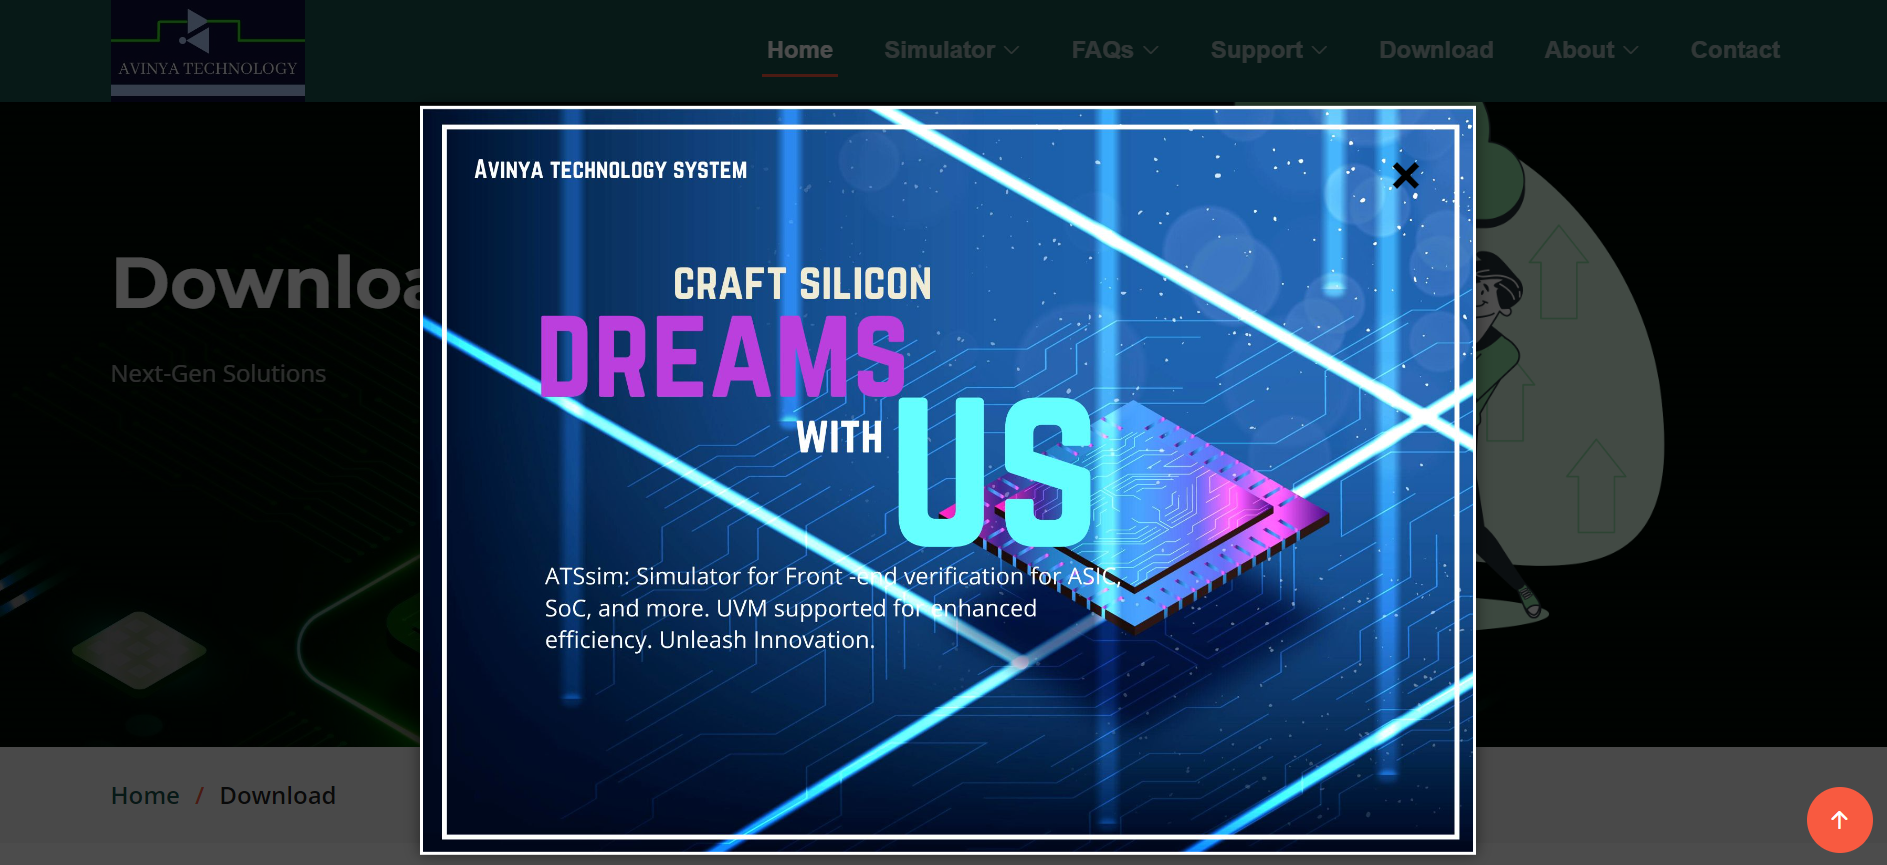 AVINYA TECHNOLOGY
Home Simulator FAQs Support Download About Contact
AVINYA TECHNOLOGY SYSTEM
CRAFT SILICON
DREAMS
WITH US
Next-Gen Solutions
ATSsim: Simulator for Front -end verification for ASIC,
SoC, and more. UVM supported for enhanced
efficiency. Unleash Innovation.
Home / Download